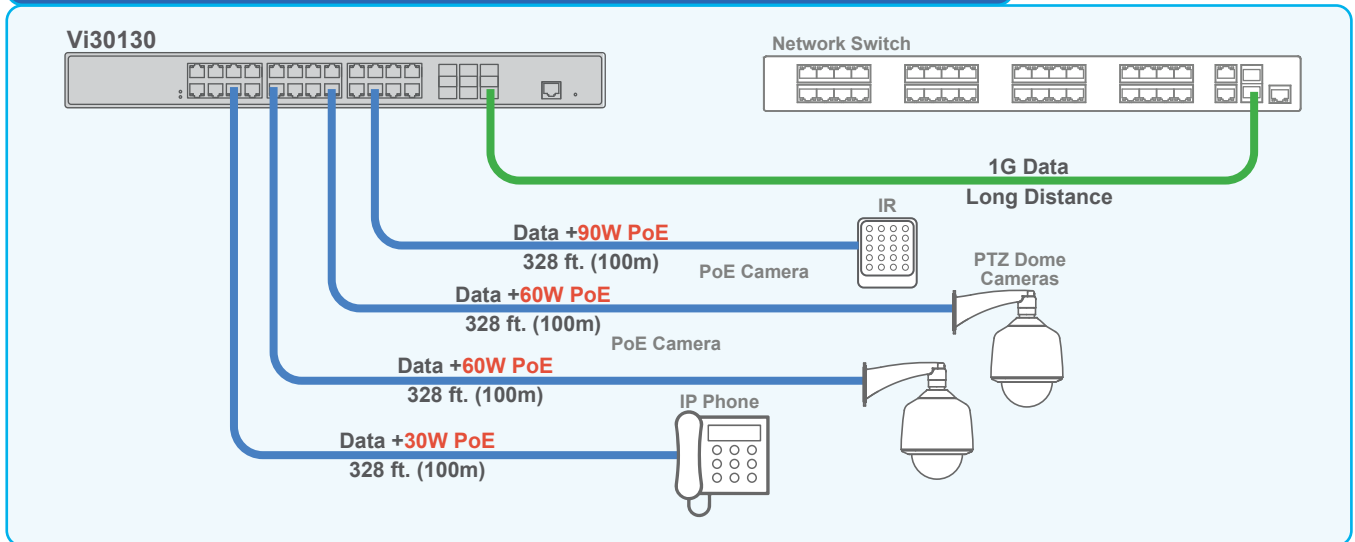 Vi30130
Network Switch
1G Data
Long Distance
IR
Data +90W PoE
328 ft. (100m)
PoE Camera
PTZ Dome
Cameras
Data +60W PoE
328 ft. (100m)
PoE Camera
Data +60W PoE
328 ft. (100m)
IP Phone
Data +30W PoE
328 ft. (100m)